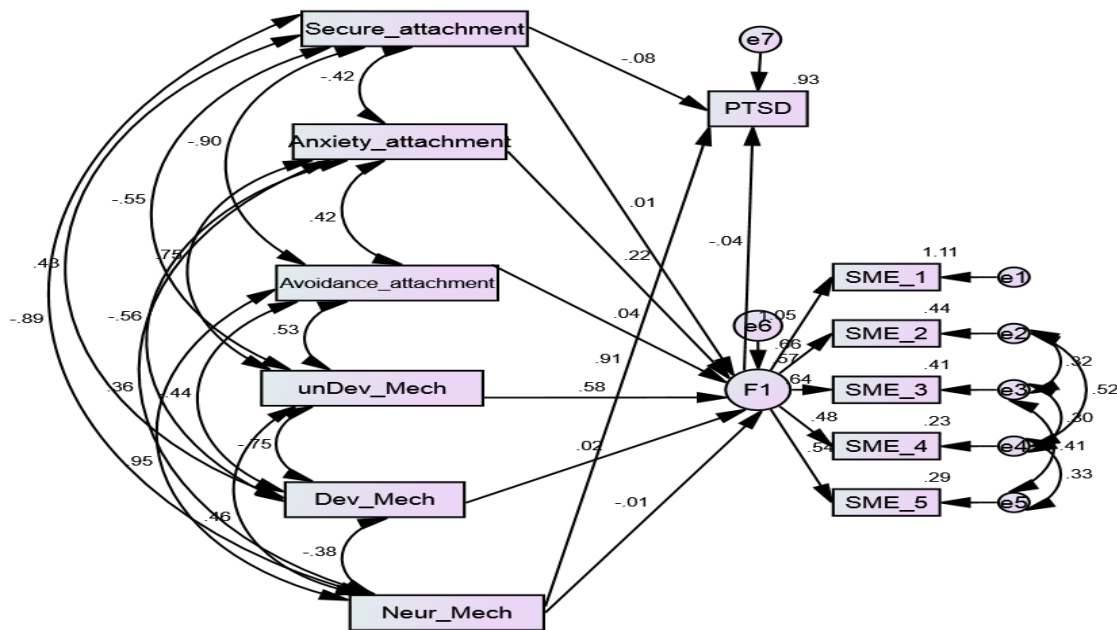 Secure_attachment
e7
-.08
.93
-.42
PTSD
Anxiety_attachment
-.90
-.55
.01
.42
.75
.22
-.04
.48
1.11
SME_1
e1
Avoidance_attachment
-.89
-.56
.53
.04
e6
1.05
.44
.66
SME_2
e2
.57
.32
.91
.41
unDev_Mech
.58
F1
.64
SME_3
e3
.52
.36
.44
.48
.23
.30
-.75
SME_4
e4
.41
.95
.02
.54
.29
.33
Dev_Mech
SME_5
e5
.46
-.01
-.38
Neur_Mech